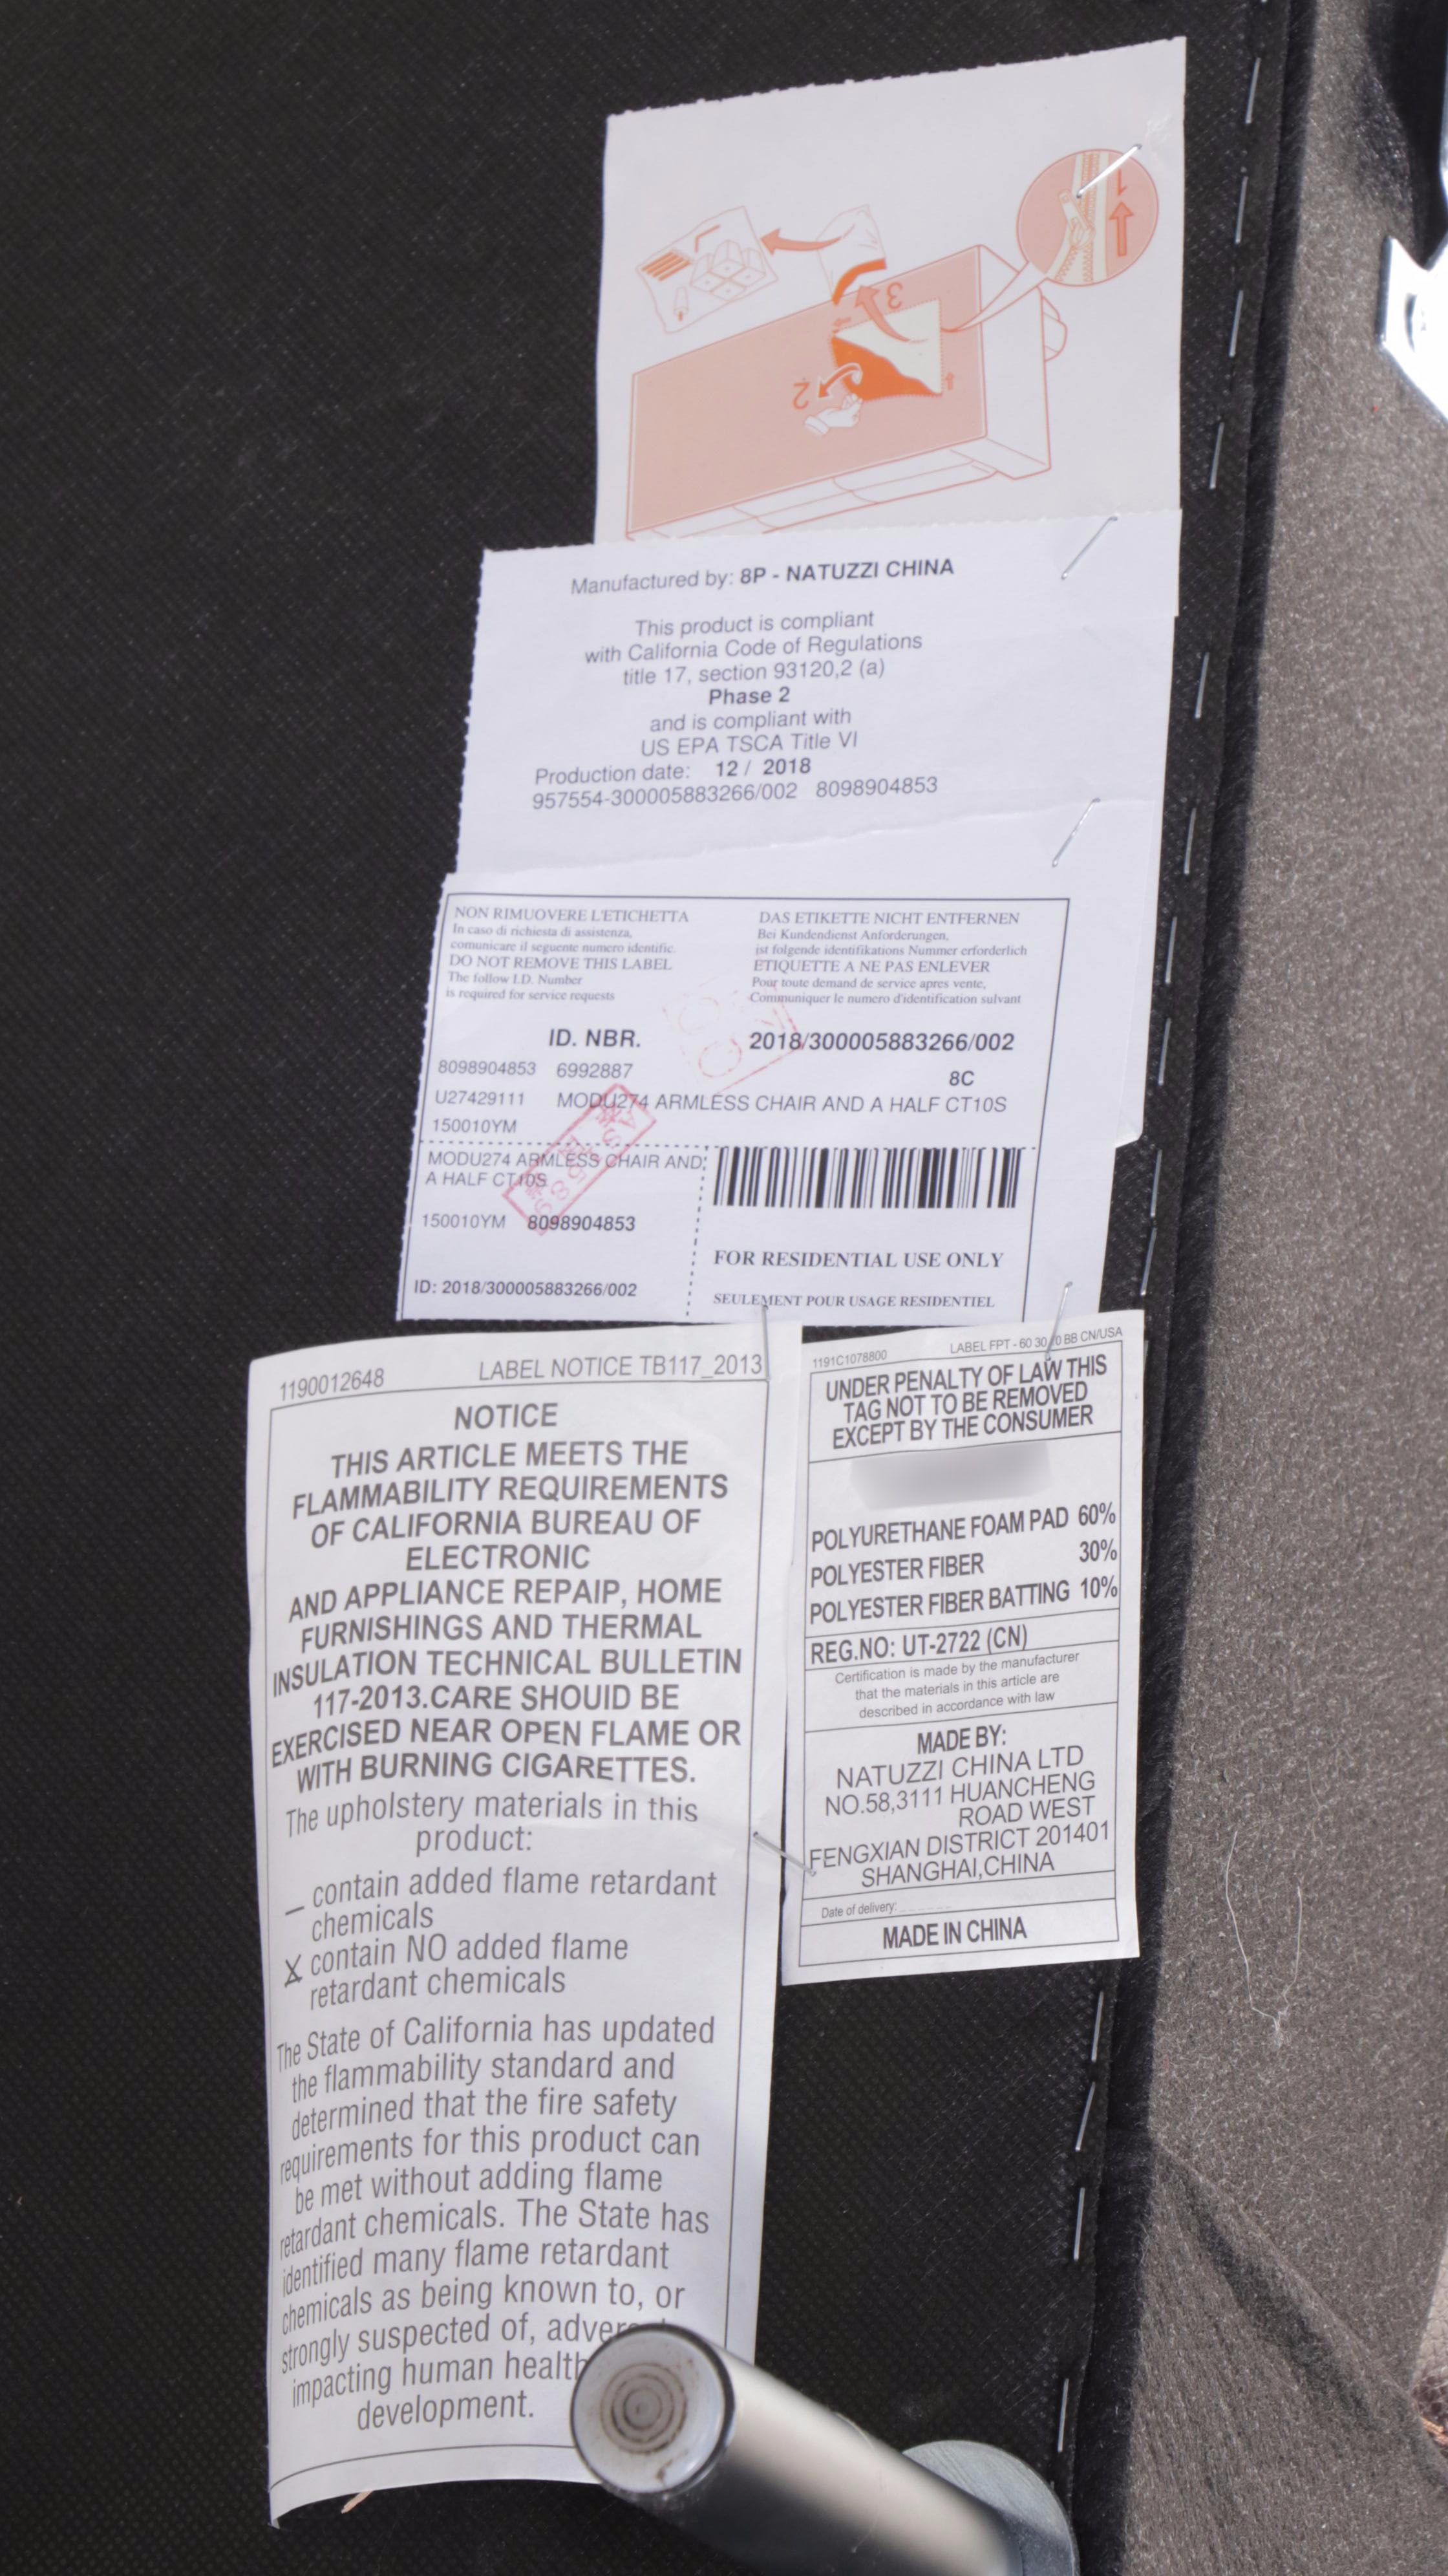 1
3
2
Manufactured by: 8P - NATUZZI CHINA
This product is compliant
with California Code of Regulations
title 17, section 93120,2 (a)
Phase 2
and is compliant with
US EPA TSCA Title VI
Production date: 12 / 2018
957554-300005883266/002 8098904853
NON RIMUOVERE L'ETICHETTA
In caso di richiesta di assistenza,
comunicare il seguente numero identific.
DO NOT REMOVE THIS LABEL
The follow I.D. Number
is required for service requests
DAS ETIKETTE NICHT ENTFERNEN
Bei Kundendienst Anforderungen,
ist folgende identifikations Nummer erforderlich
ETIQUETTE A NE PAS ENLEVER
Pour toute demand de service apres vente,
Communiquer le numero d'identification sulvant
ID. NBR. 2018/300005883266/002
8098904853 6992887 8C
U27429111 MODU274 ARMLESS CHAIR AND A HALF CT10S
150010YM
MODU274 ARMLESS CHAIR AND
A HALF CT10S
150010YM 8098904853
ID: 2018/300005883266/002
FOR RESIDENTIAL USE ONLY
SEULEMENT POUR USAGE RESIDENTIEL
1190012648 LABEL NOTICE TB117_2013
NOTICE
THIS ARTICLE MEETS THE
FLAMMABILITY REQUIREMENTS
OF CALIFORNIA BUREAU OF
ELECTRONIC
AND APPLIANCE REPAIP, HOME
FURNISHINGS AND THERMAL
INSULATION TECHNICAL BULLETIN
117-2013.CARE SHOUID BE
EXERCISED NEAR OPEN FLAME OR
WITH BURNING CIGARETTES.
The upholstery materials in this
product:
_ contain added flame retardant
chemicals
X contain NO added flame
retardant chemicals
The State of California has updated
the flammability standard and
determined that the fire safety
requirements for this product can
be met without adding flame
retardant chemicals. The State has
identified many flame retardant
chemicals as being known to, or
strongly suspected of,
impacting human health
development.
1191C1078800 LABEL FPT - 60 30 BB CN/USA
UNDER PENALTY OF LAW THIS
TAG NOT TO BE REMOVED
EXCEPT BY THE CONSUMER
POLYURETHANE FOAM PAD 60%
POLYESTER FIBER 30%
POLYESTER FIBER BATTING 10%
REG.NO: UT-2722 (CN)
Certification is made by the manufacturer
that the materials in this article are
described in accordance with law
MADE BY:
NATUZZI CHINA LTD
NO.58,3111 HUANCHENG
ROAD WEST
FENGXIAN DISTRICT 201401
SHANGHAI,CHINA
Date of delivery:
MADE IN CHINA